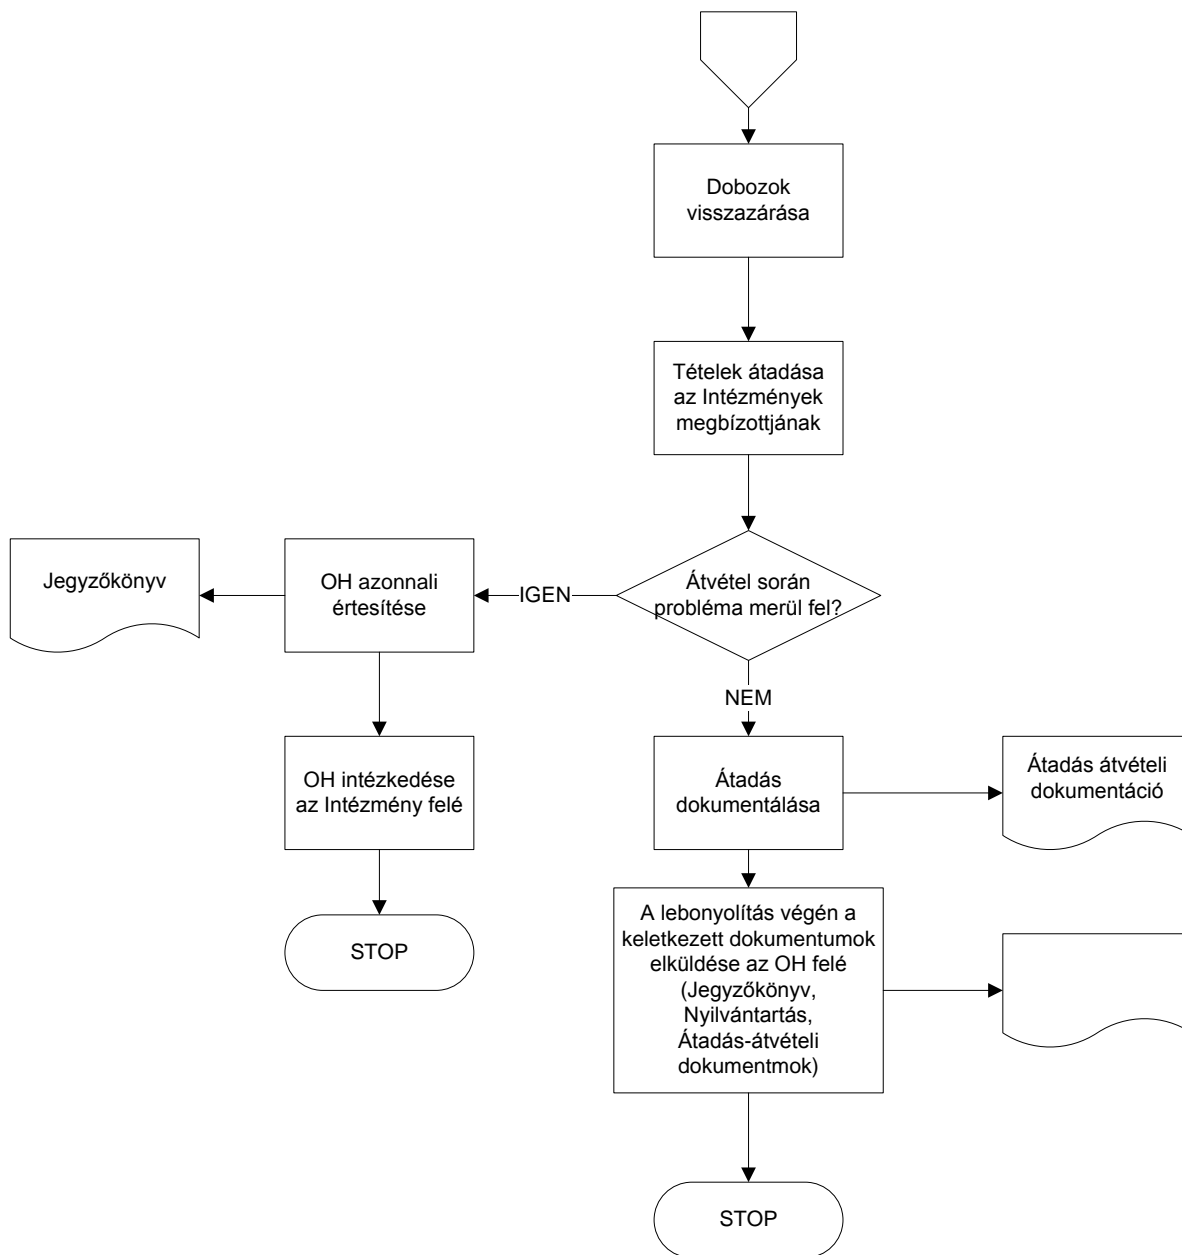 Dobozok
visszazárása
Tételek átadása
az Intézmények
megbízottjának
Átvétel során
probléma merül fel?
IGEN
OH azonnali
értesítése
Jegyzőkönyv
OH intézkedése
az Intézmény felé
STOP
NEM
Átadás
dokumentálása
Átadás átvételi
dokumentáció
A lebonyolítás végén a
keletkezett dokumentumok
elküldése az OH felé
(Jegyzőkönyv,
Nyilvántartás,
Átadás-átvételi
dokumentmok)
STOP